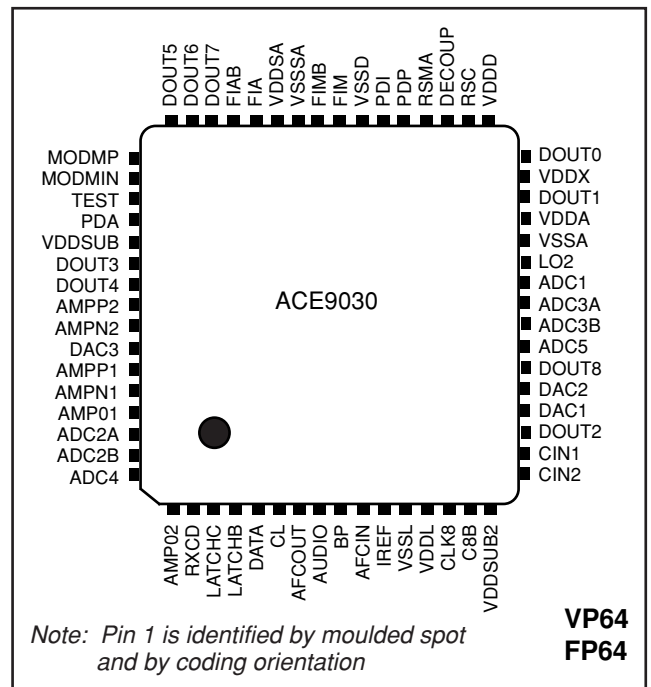 DOUT5
DOUT6
DOUT7
FIAB
FIA
VDDSA
VSSSA
FIMB
FIM
VSSD
PDI
PDP
RSMA
DECOUP
RSC
VDDD
MODMP
MODMIN
TEST
PDA
VDDSUB
DOUT3
DOUT4
AMPP2
AMPN2
DAC3
AMPP1
AMPN1
AMP01
ADC2A
ADC2B
ADC4
ACE9030
DOUT0
VDDX
DOUT1
VDDA
VSSA
LO2
ADC1
ADC3A
ADC3B
ADC5
DOUT8
DAC2
DAC1
DOUT2
CIN1
CIN2
AMP02
RXCD
LATCHC
LATCHB
DATA
CL
AFCOUT
AUDIO
BP
AFCIN
IREF
VSSL
VDDL
CLK8
C8B
VDDSUB2
Note: Pin 1 is identified by moulded spot
and by coding orientation
VP64
FP64